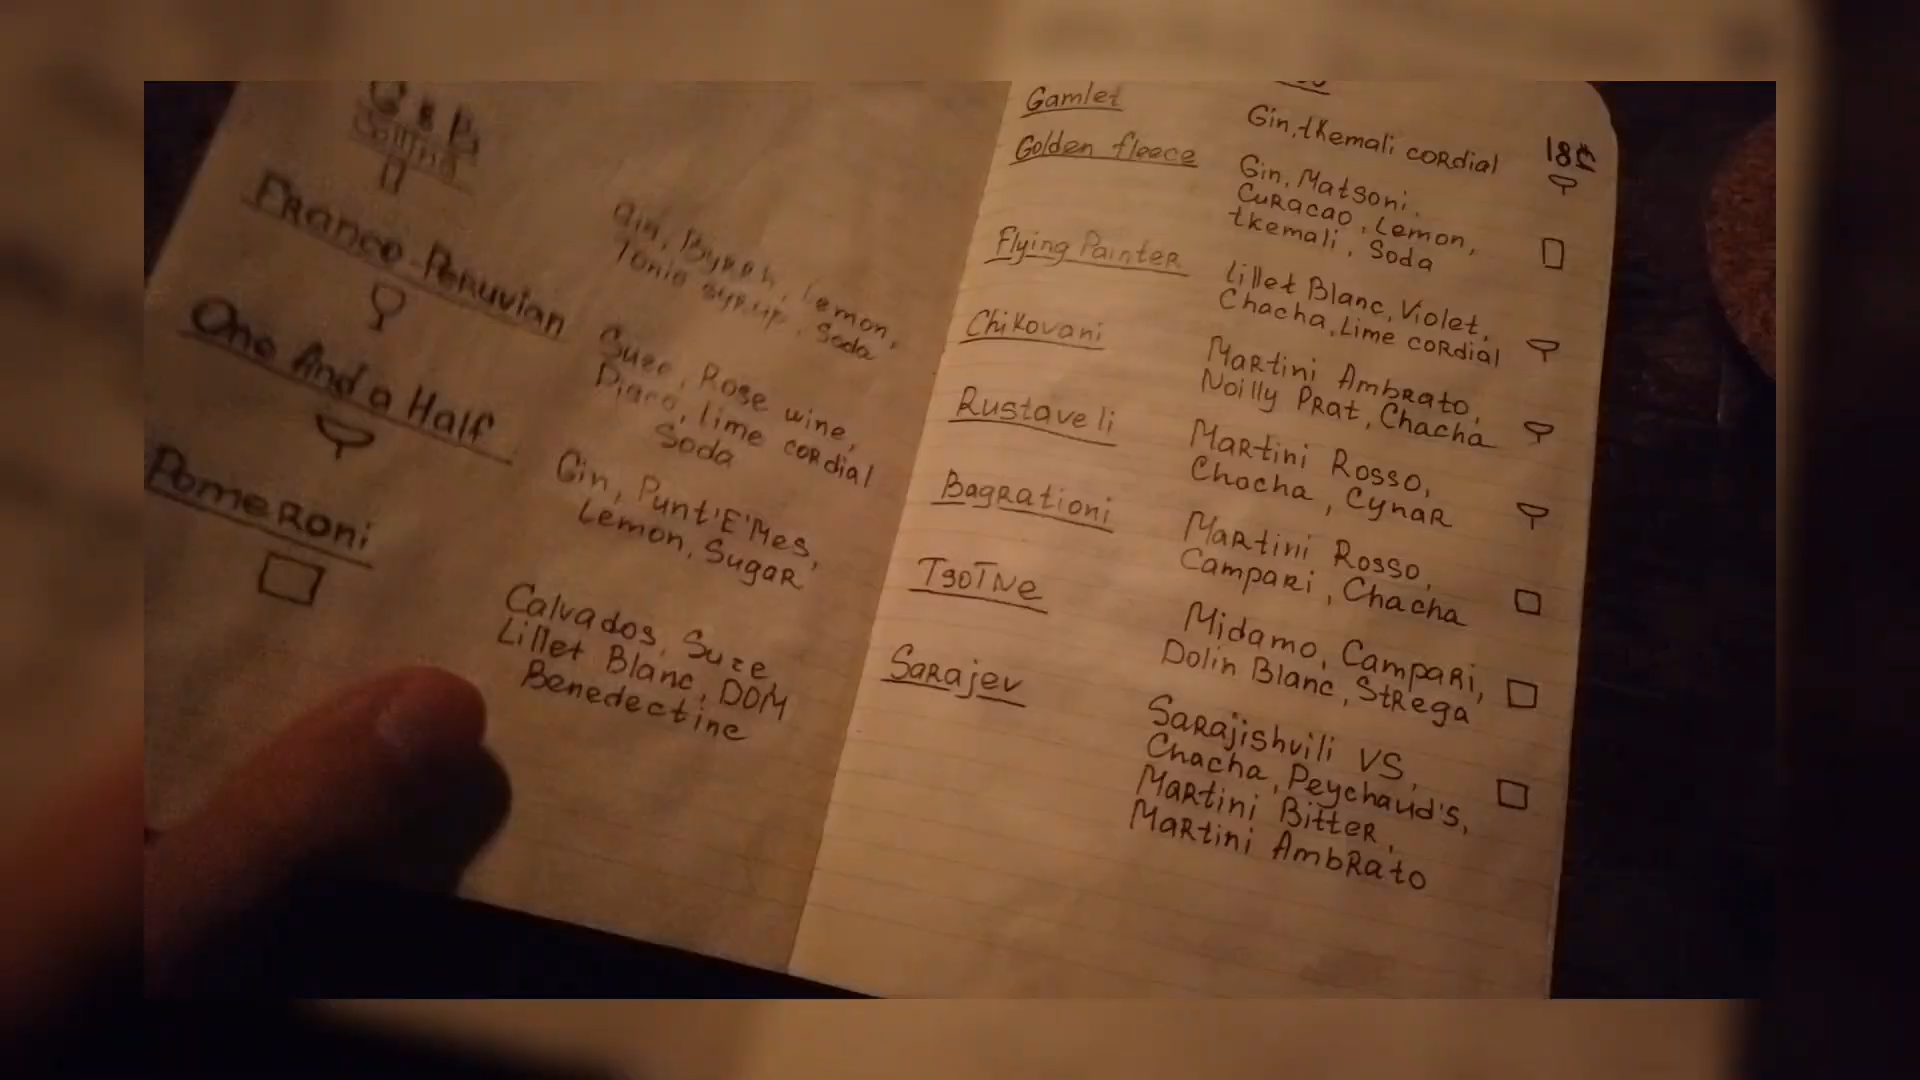 G & B
Collins
Gin, Byrrh, Lemon,
Tonic syrup, Soda
Franco-Peruvian
Suze, Rose wine,
Lime cordial
Soda
One And a Half
Gin, Punt'E'Mes,
Lemon, Sugar
Pomeroni
Calvados, Suze
Lillet Blanc, DOM
Benedectine
Gamlet
Gin, tkemali cordial
18₾
Golden fleece
Gin, Matsoni,
Curacao, Lemon,
tkemali, Soda
Flying Painter
Lillet Blanc, Violet,
Chacha, Lime cordial
Chikovani
Martini Ambrato,
Noilly Prat, Chacha
Rustaveli
Martini Rosso,
Chacha, Cynar
Bagrationi
Martini Rosso,
Campari, Chacha
TsoTNe
Midamo, Campari,
Dolin Blanc, Strega
Sarajev
Sarajishvili VS,
Chacha, Peychaud's,
Martini Bitter,
Martini Ambrato